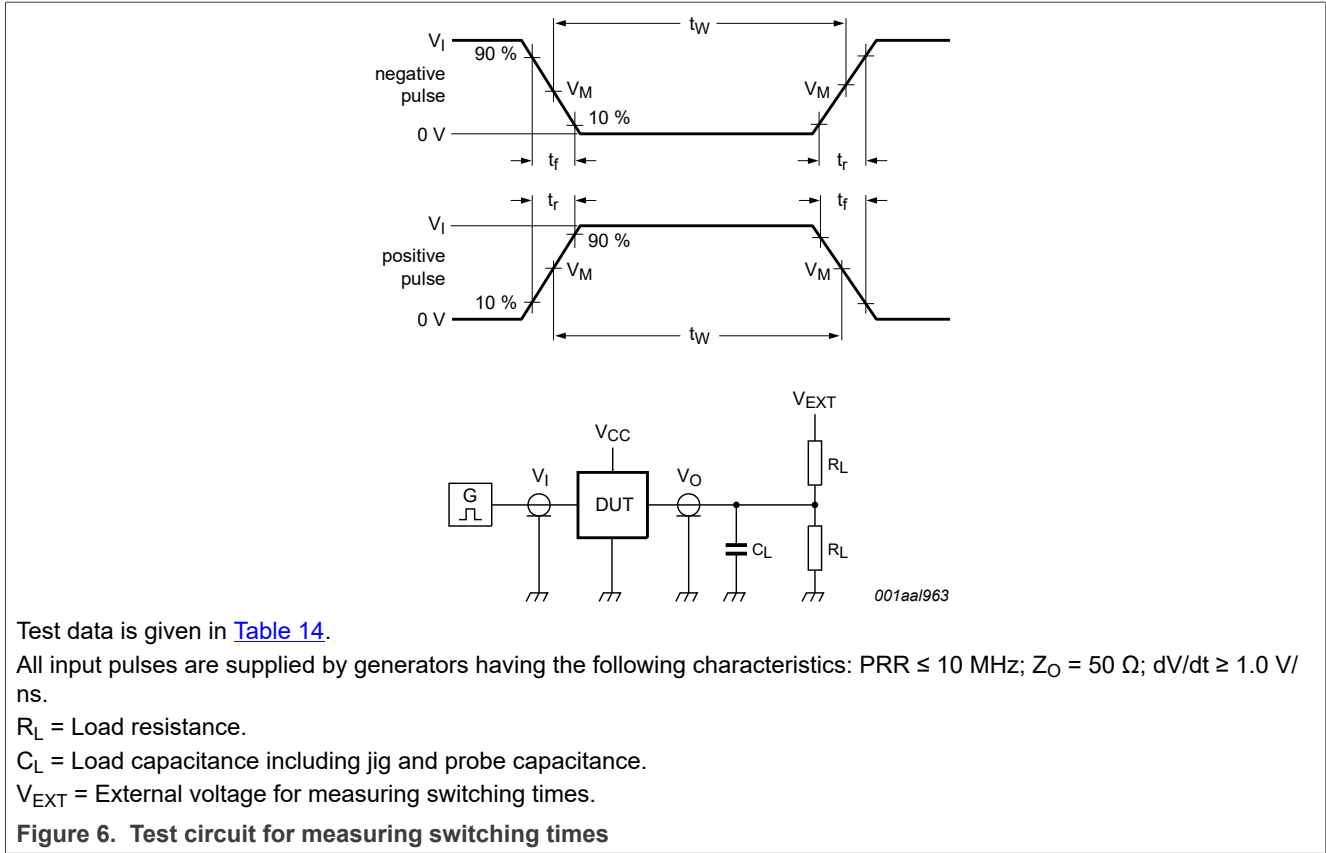 tW
VI
90 %
negative
pulse
VM
VM
10 %
0 V
tf
tr
tr
tf
VI
90 %
positive
pulse
VM
VM
10 %
0 V
tW
VEXT
VCC
RL
VI
VO
G
DUT
CL
RL
001aal963
Test data is given in Table 14.
All input pulses are supplied by generators having the following characteristics: PRR ≤ 10 MHz; ZO = 50 Ω; dV/dt ≥ 1.0 V/
ns.
RL = Load resistance.
CL = Load capacitance including jig and probe capacitance.
VEXT = External voltage for measuring switching times.
Figure 6. Test circuit for measuring switching times